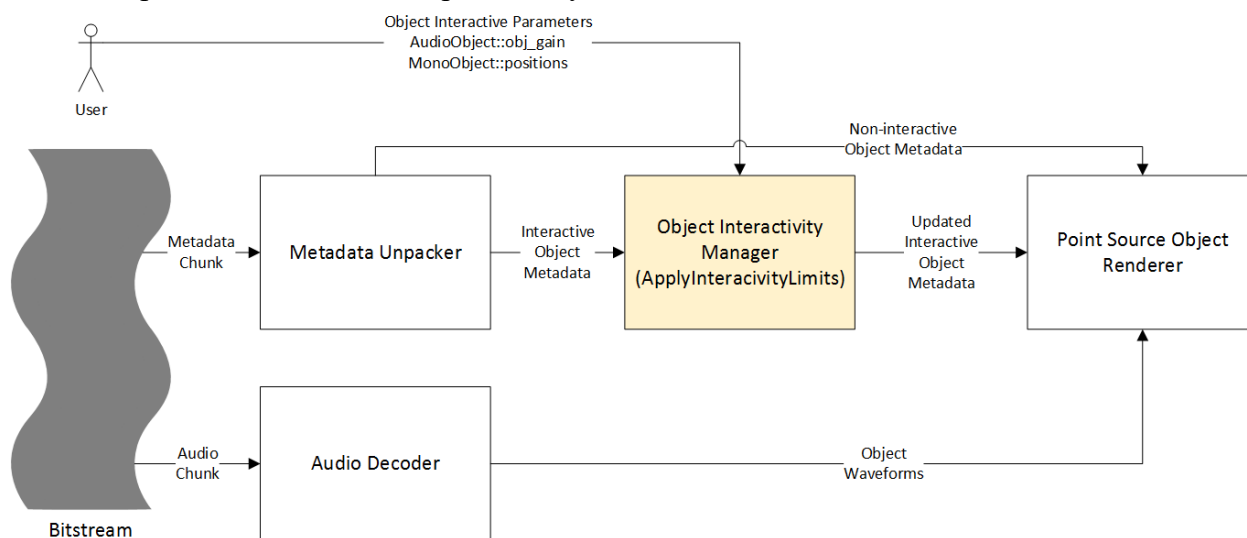 Object Interactive Parameters
AudioObject::obj_gain
MonoObject::positions
User
Non-interactive
Object Metadata
Metadata
Chunk
Metadata Unpacker
Interactive
Object
Metadata
Object Interactivity
Manager
(ApplyInteracivityLimits)
Updated
Interactive
Object
Metadata
Point Source Object
Renderer
Audio
Chunk
Audio Decoder
Object
Waveforms
Bitstream